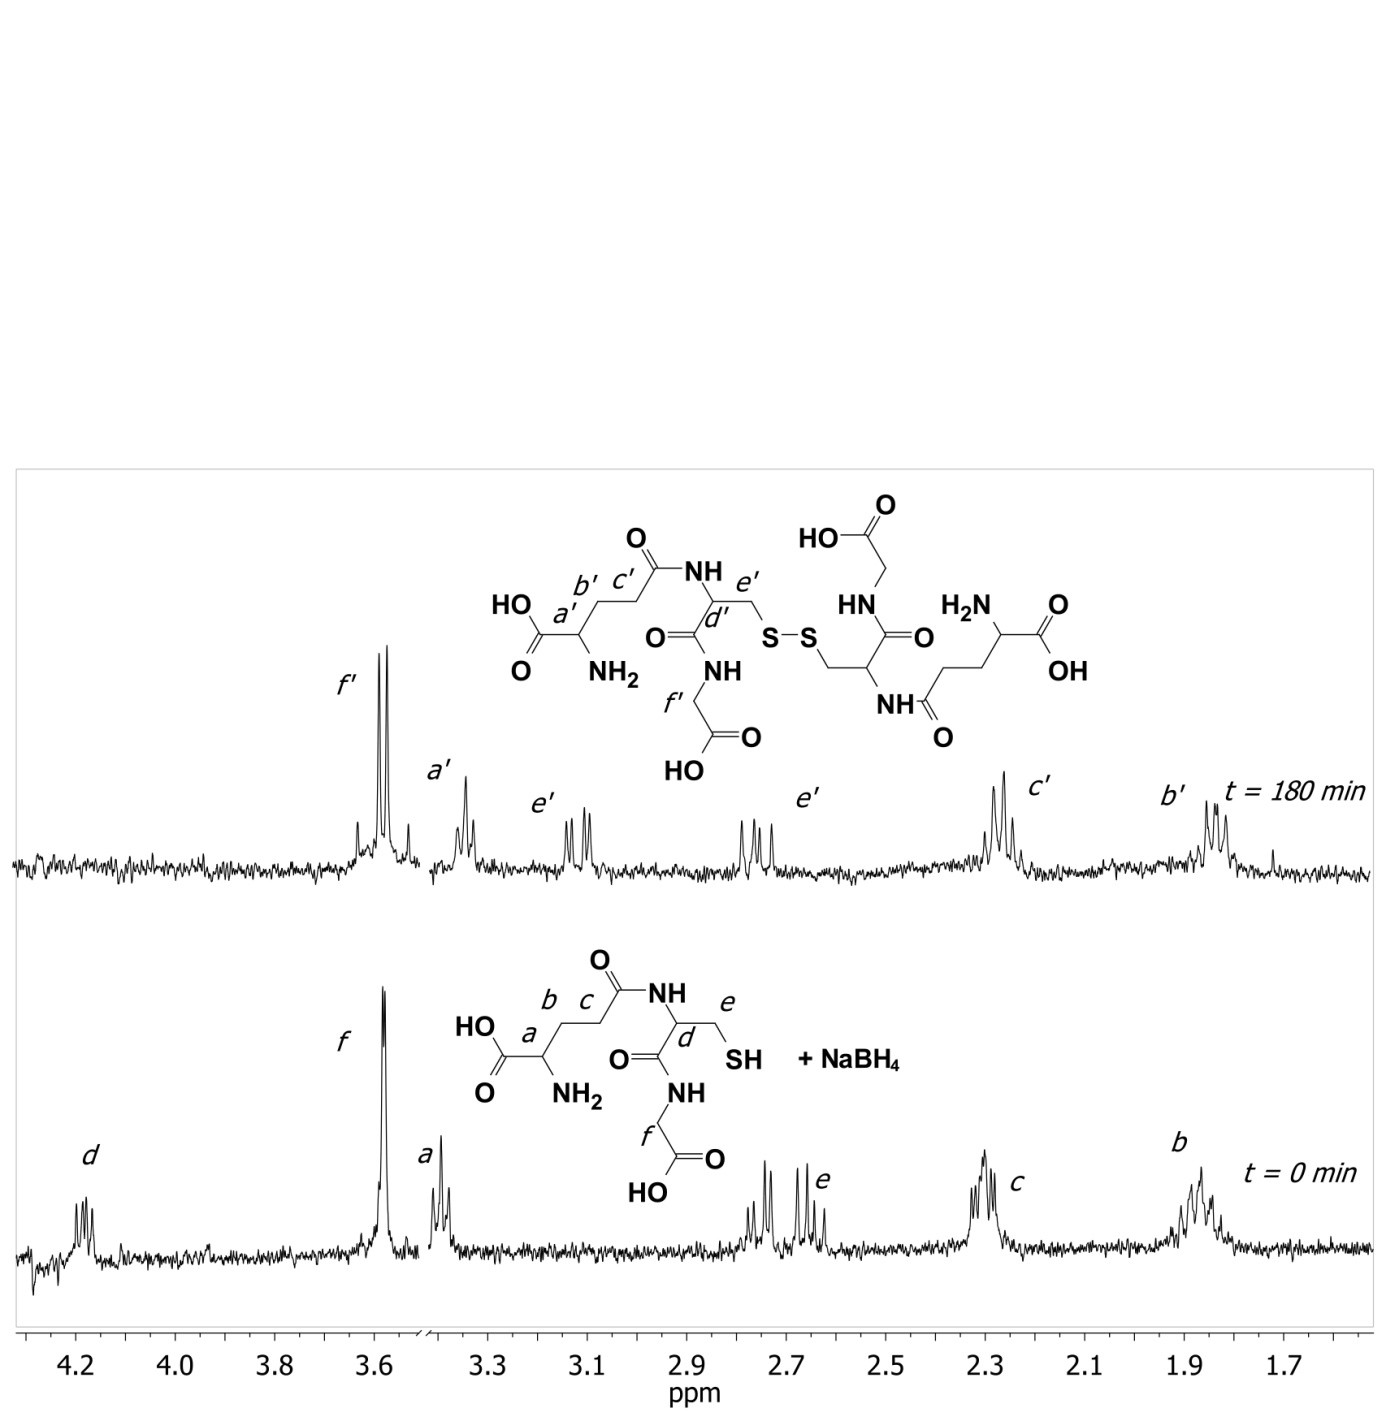 O
HO
O
O
NH
HO
b'
c'
e'
a'
d'
O
S
S
HN
O
H₂N
O
O
NH₂
NH
OH
f'
NH
O
O
HO
f'
a'
e'
e'
c'
b'
t = 180 min
O
HO
b
c
NH
e
a
d
O
SH
+ NaBH₄
O
NH₂
NH
f
O
HO
d
f
a
e
c
b
t = 0 min
4.2 4.0 3.8 3.6 3.3 3.1 2.9 2.7 2.5 2.3 2.1 1.9 1.7
ppm